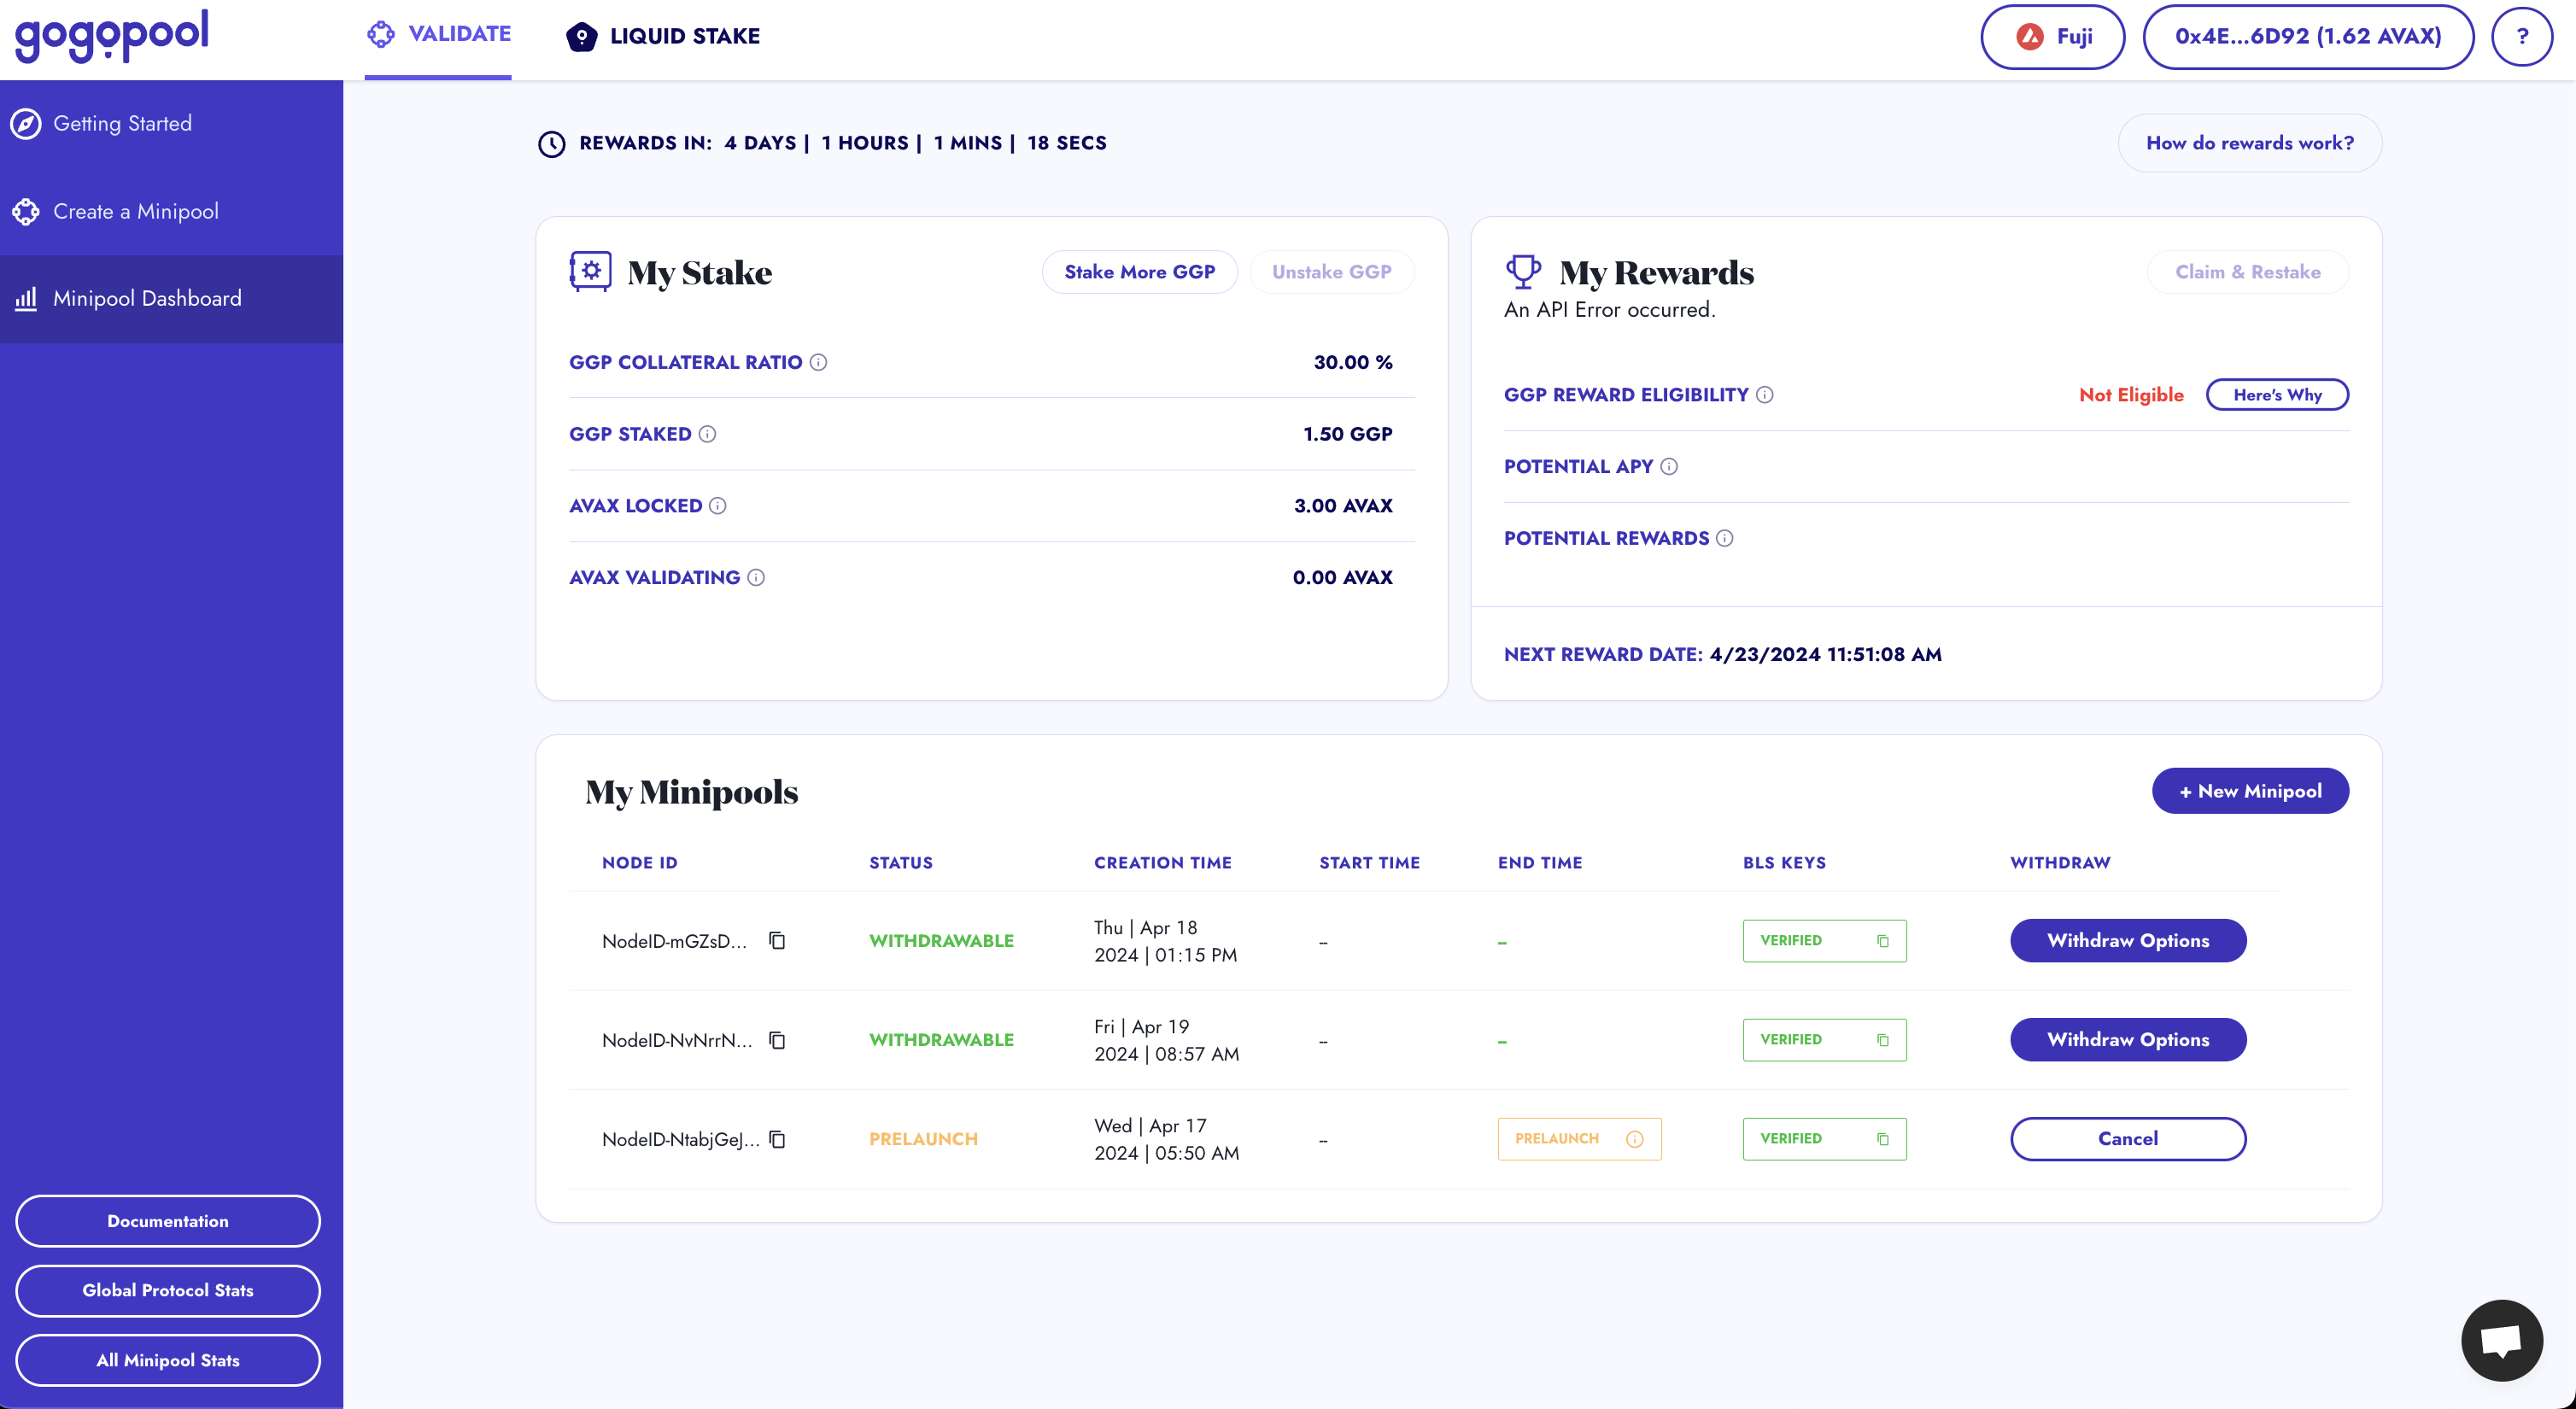 gogopool
VALIDATE
LIQUID STAKE
Fuji
0x4E...6D92 (1.62 AVAX)
?
Getting Started
Create a Minipool
Minipool Dashboard
REWARDS IN: 4 DAYS | 1 HOURS | 1 MINS | 18 SECS
How do rewards work?
My Stake
Stake More GGP
Unstake GGP
GGP COLLATERAL RATIO
30.00 %
GGP STAKED
1.50 GGP
AVAX LOCKED
3.00 AVAX
AVAX VALIDATING
0.00 AVAX
My Rewards
Claim & Restake
An API Error occurred.
GGP REWARD ELIGIBILITY
Not Eligible
Here's Why
POTENTIAL APY
POTENTIAL REWARDS
NEXT REWARD DATE: 4/23/2024 11:51:08 AM
My Minipools
+ New Minipool
NODE ID STATUS CREATION TIME START TIME END TIME BLS KEYS WITHDRAW
NodeID-mGZsD... WITHDRAWABLE Thu | Apr 18
2024 | 01:15 PM
-- -- VERIFIED Withdraw Options
NodeID-NvNrrN... WITHDRAWABLE Fri | Apr 19
2024 | 08:57 AM
-- -- VERIFIED Withdraw Options
NodeID-NtabjGeJ... PRELAUNCH Wed | Apr 17
2024 | 05:50 AM
-- PRELAUNCH VERIFIED Cancel
Documentation
Global Protocol Stats
All Minipool Stats